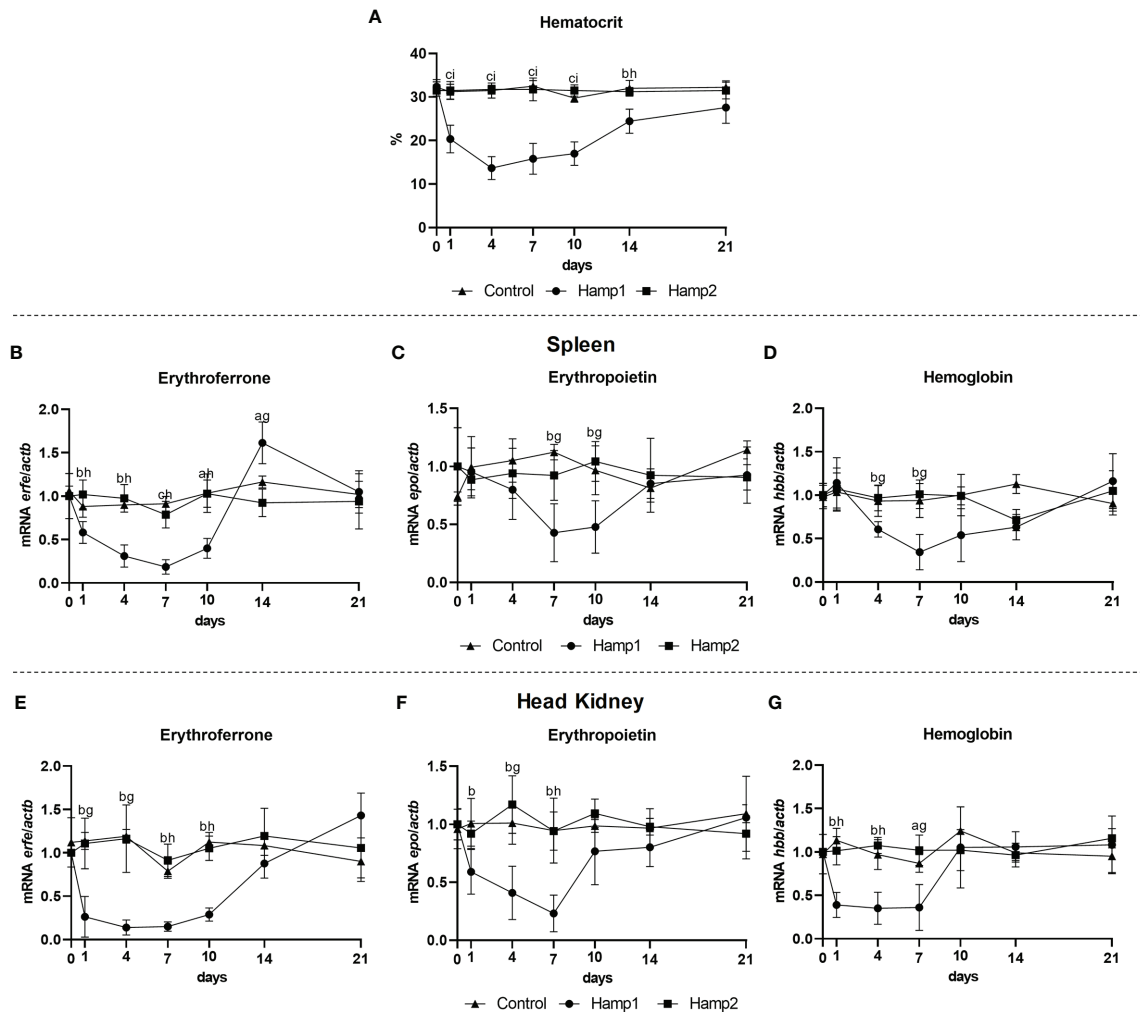 A
Hematocrit
40
30
20
10
0
%
ci ci ci ci bh
0 1 4 7 10 14 21
days
Control Hamp1 Hamp2
Spleen
B
Erythroferrone
2.0
1.5
1.0
0.5
0.0
mRNA erfe/actb
bh bh ch ah ag
0 1 4 7 10 14 21
days
C
Erythropoietin
1.5
1.0
0.5
0.0
mRNA epo/actb
bg bg
0 1 4 7 10 14 21
days
D
Hemoglobin
2.0
1.5
1.0
0.5
0.0
mRNA hbb/actb
bg bg
0 1 4 7 10 14 21
days
Control Hamp1 Hamp2
Head Kidney
E
Erythroferrone
2.0
1.5
1.0
0.5
0.0
mRNA erfe/actb
bg bg bh bh
0 1 4 7 10 14 21
days
F
Erythropoietin
1.5
1.0
0.5
0.0
mRNA epo/actb
b bg bh
0 1 4 7 10 14 21
days
G
Hemoglobin
2.0
1.5
1.0
0.5
0.0
mRNA hbb/actb
bh bh ag
0 1 4 7 10 14 21
days
Control Hamp1 Hamp2